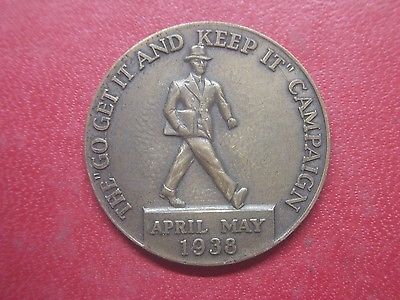 THE "GO GET IT AND KEEP IT" CAMPAIGN
APRIL MAY
1938